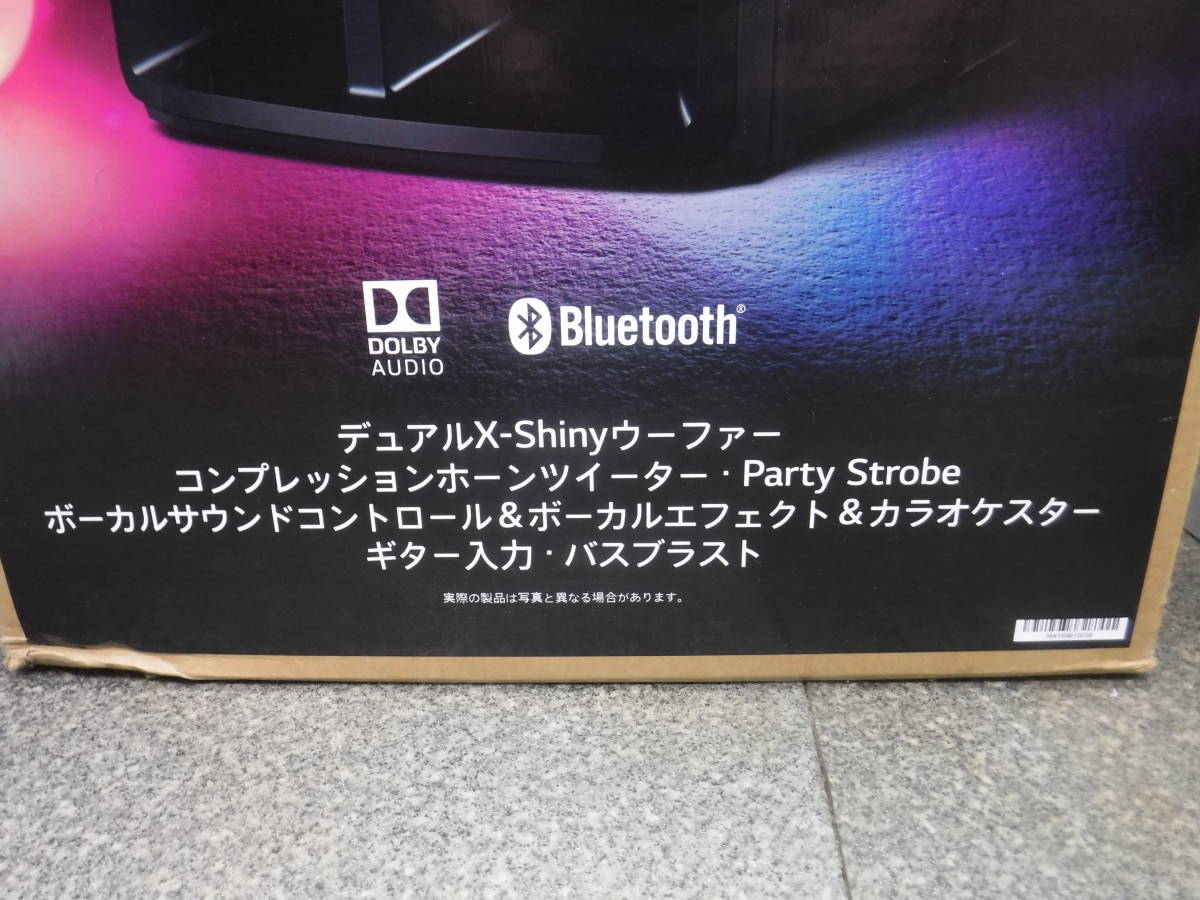 DOLBY
AUDIO
Bluetooth®
デュアルX-Shinyウーファー
コンプレッションホーンツイーター・Party Strobe
ボーカルサウンドコントロール＆ボーカルエフェクト＆カラオケスター
ギター入力・バスブラスト
実際の製品は写真と異なる場合があります。